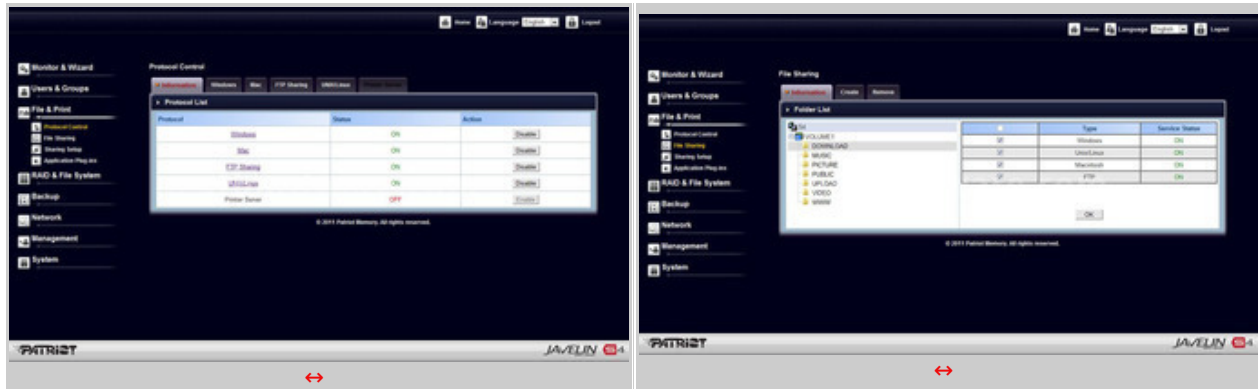 Home Language English Logout
Monitor & Wizard
Users & Groups
File & Print
Protocol Control
File Sharing
Sharing Setup
Application Plug-ins
RAID & File System
Backup
Network
Management
System
Protocol Control
Information Windows Mac FTP Sharing UNIX/Linux Printer Server
Protocol List
Protocol Status Action
Windows ON Disable
Mac ON Disable
FTP Sharing ON Disable
UNIX/Linux ON Disable
Printer Server OFF Enable
© 2011 Patriot Memory. All rights reserved.
PATRIOT JAVELIN S4
Home Language English Logout
Monitor & Wizard
Users & Groups
File & Print
Protocol Control
File Sharing
Sharing Setup
Application Plug-ins
RAID & File System
Backup
Network
Management
System
File Sharing
Information Create Remove
Folder List
VOLUME1
DOWNLOAD
MUSIC
PICTURE
PUBLIC
UPLOAD
VIDEO
WWW
Type Service Status
Windows ON
Unix/Linux ON
Macintosh ON
FTP ON
OK
© 2011 Patriot Memory. All rights reserved.
PATRIOT JAVELIN S4